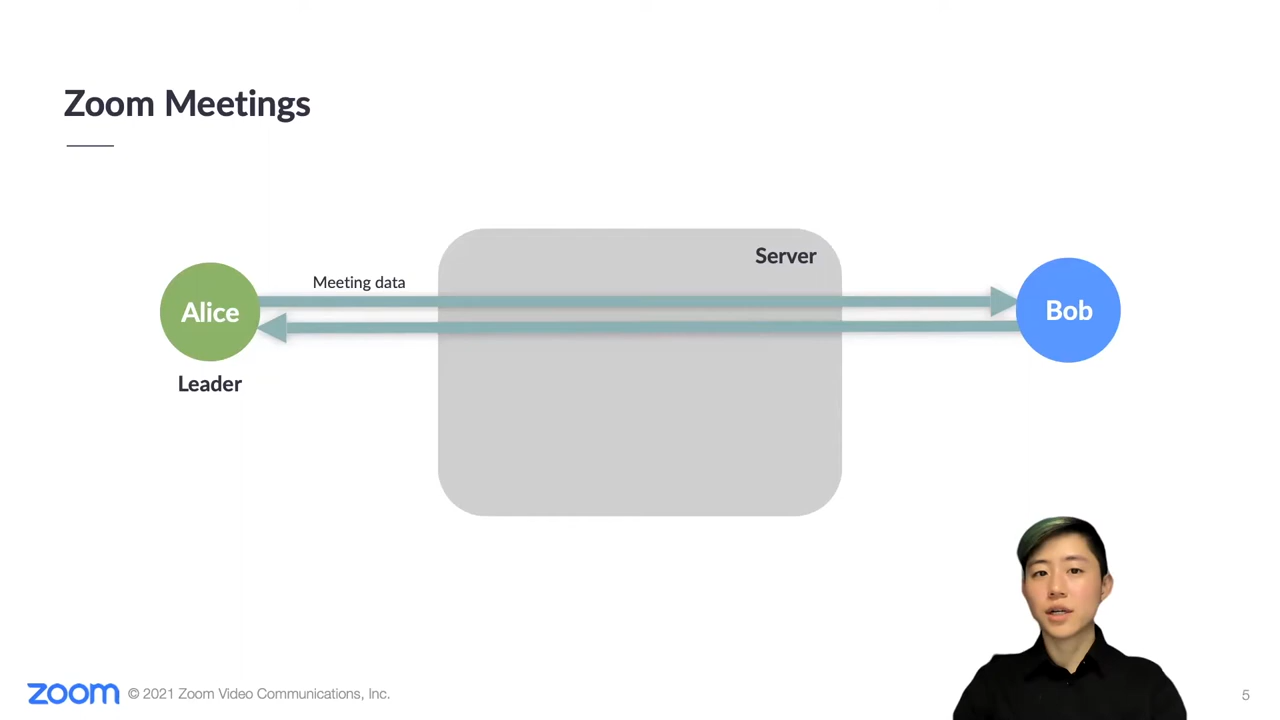 Zoom Meetings
Server
Meeting data
Alice
Bob
Leader
zoom © 2021 Zoom Video Communications, Inc.
5